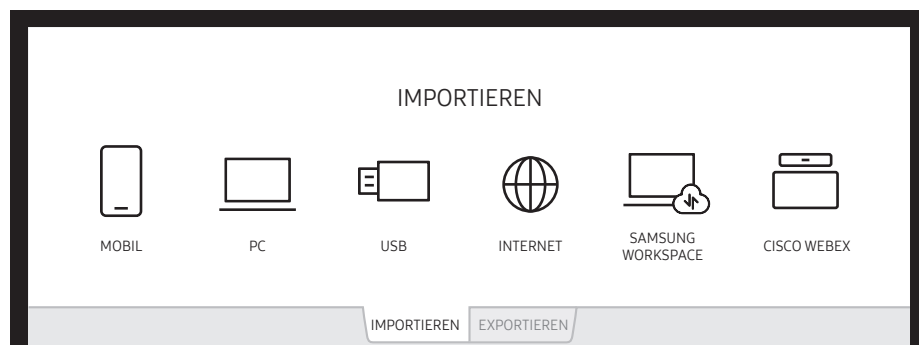 IMPORTIEREN
MOBIL
PC
USB
INTERNET
SAMSUNG
WORKSPACE
CISCO WEBEX
IMPORTIEREN
EXPORTIEREN